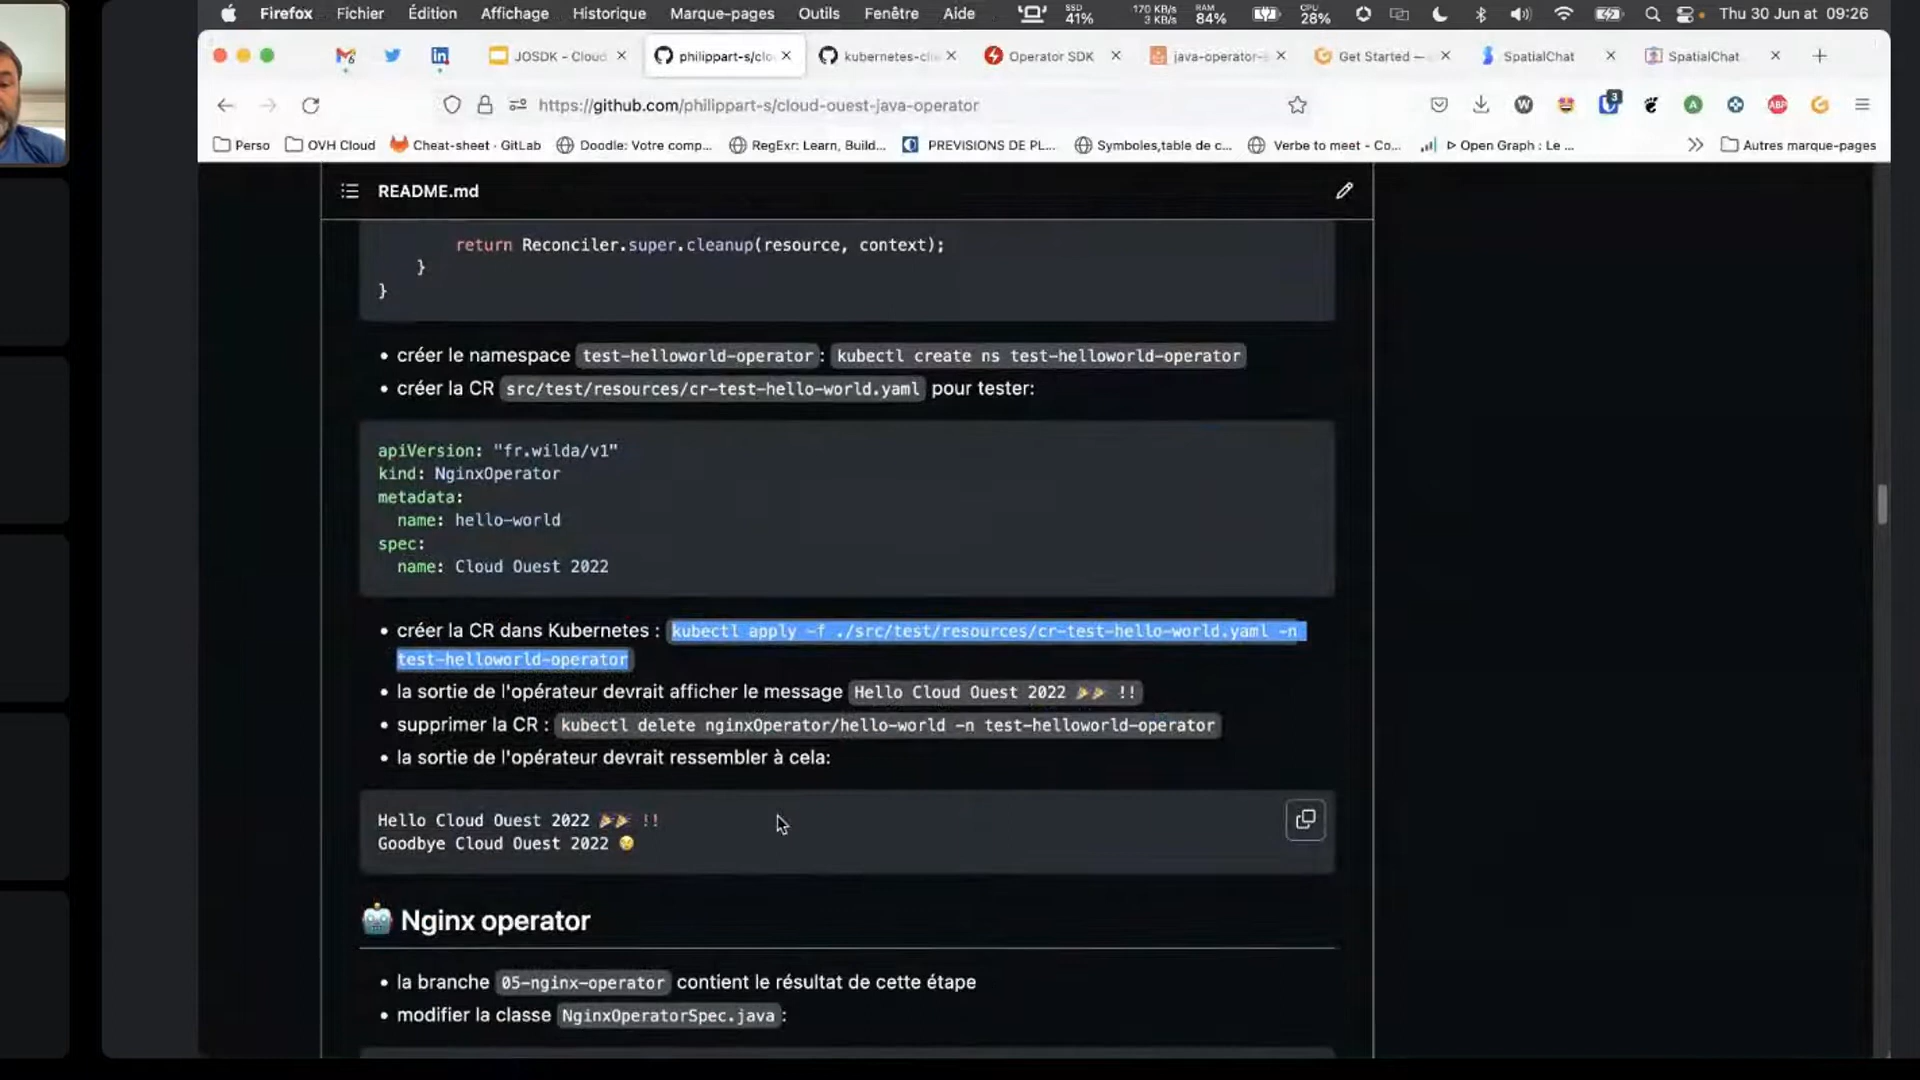 Firefox Fichier Édition Affichage Historique Marque-pages Outils Fenêtre Aide SSD 41% 170 KB/s 3 KB/s RAM 84% CPU 28% Thu 30 Jun at 09:26
JOSDK - Cloud philippart-s/clo kubernetes-clie Operator SDK java-operator-s Get Started — SpatialChat SpatialChat
https://github.com/philippart-s/cloud-ouest-java-operator 3 W A ABP
Perso OVH Cloud Cheat-sheet · GitLab Doodle: Votre comp... RegExr: Learn, Build... PREVISIONS DE PL... Symboles,table de c... Verbe to meet - Co... Open Graph : Le ... Autres marque-pages
README.md
return Reconciler.super.cleanup(resource, context);
}
}
• créer le namespace test-helloworld-operator : kubectl create ns test-helloworld-operator
• créer la CR src/test/resources/cr-test-hello-world.yaml pour tester:
apiVersion: "fr.wilda/v1"
kind: NginxOperator
metadata:
name: hello-world
spec:
name: Cloud Ouest 2022
• créer la CR dans Kubernetes : kubectl apply -f ./src/test/resources/cr-test-hello-world.yaml -n
test-helloworld-operator
• la sortie de l'opérateur devrait afficher le message Hello Cloud Ouest 2022 🎉🎉 !!
• supprimer la CR : kubectl delete nginxOperator/hello-world -n test-helloworld-operator
• la sortie de l'opérateur devrait ressembler à cela:
Hello Cloud Ouest 2022 🎉🎉 !!
Goodbye Cloud Ouest 2022 😢
🤖 Nginx operator
• la branche 05-nginx-operator contient le résultat de cette étape
• modifier la classe NginxOperatorSpec.java :